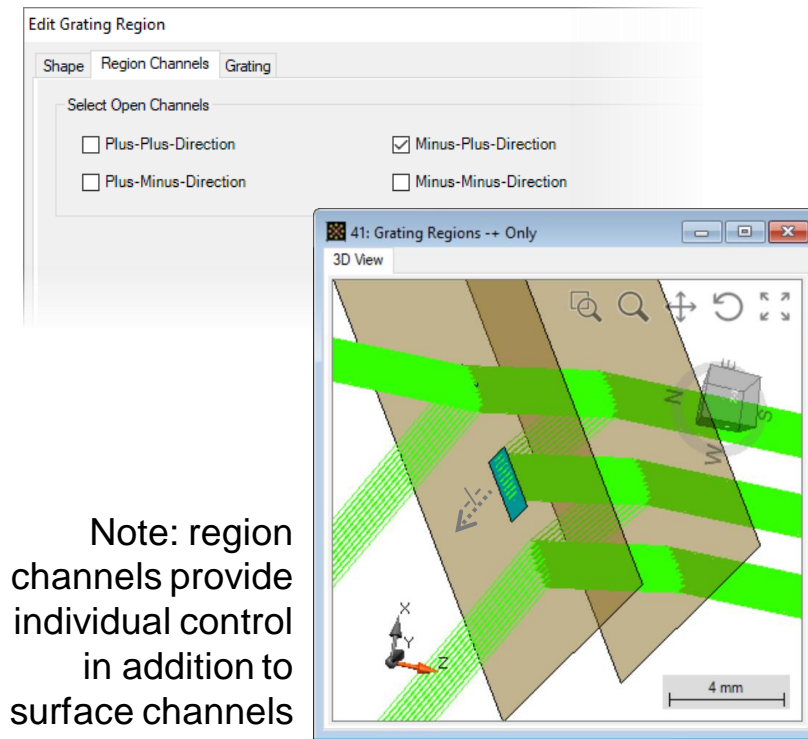 Edit Grating Region
Shape Region Channels Grating
Select Open Channels
Plus-Plus-Direction Minus-Plus-Direction
Plus-Minus-Direction Minus-Minus-Direction
41: Grating Regions -+ Only
3D View
N
E
S
W
X
Y
Z
4 mm
Note: region
channels provide
individual control
in addition to
surface channels